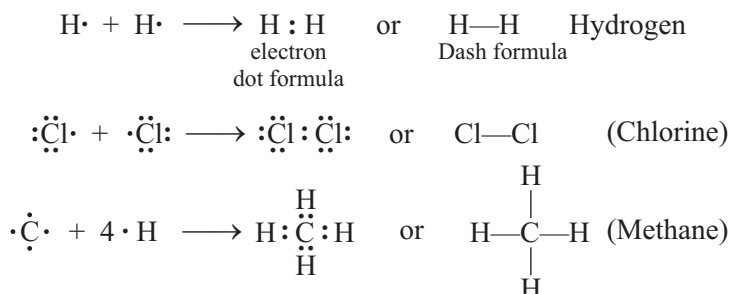 H· + H· ⟶ H : H or H—H Hydrogen
electron Dash formula
dot formula
:C̤̈l· + ·C̤̈l: ⟶ :C̤̈l : C̤̈l: or Cl—Cl (Chlorine)
H H
·Ċ̣· + 4 · H ⟶ H : C̤̈ : H or H—C—H (Methane)
H H